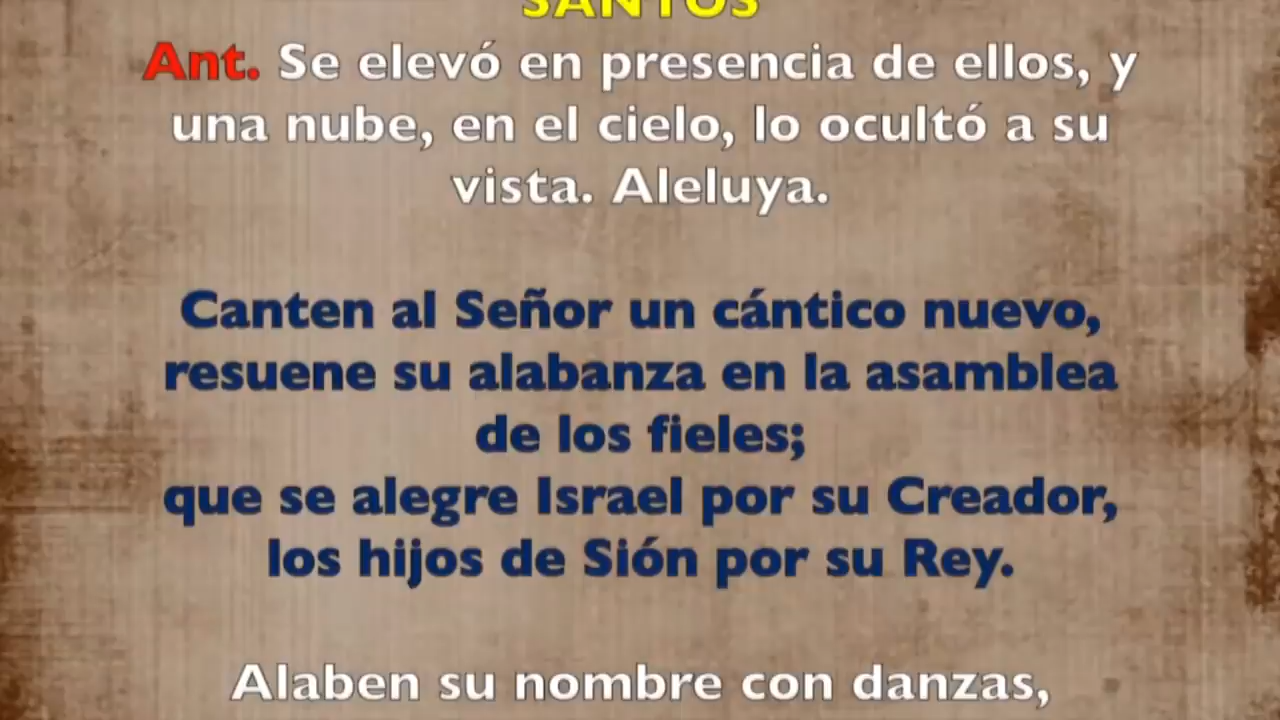 SANTOS
Ant. Se elevó en presencia de ellos, y
una nube, en el cielo, lo ocultó a su
vista. Aleluya.
Canten al Señor un cántico nuevo,
resuene su alabanza en la asamblea
de los fieles;
que se alegre Israel por su Creador,
los hijos de Sión por su Rey.
Alaben su nombre con danzas,